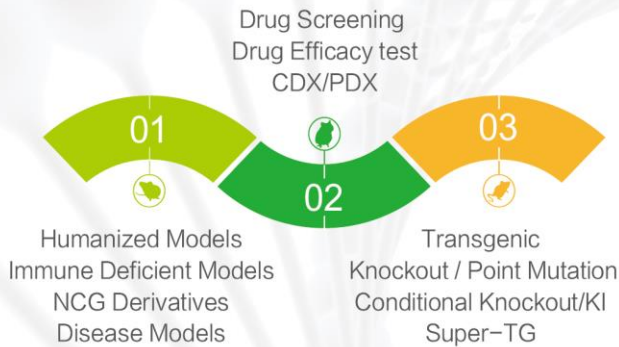 Drug Screening
Drug Efficacy test
CDX/PDX
01
02
03
Humanized Models
Immune Deficient Models
NCG Derivatives
Disease Models
Transgenic
Knockout / Point Mutation
Conditional Knockout/KI
Super-TG